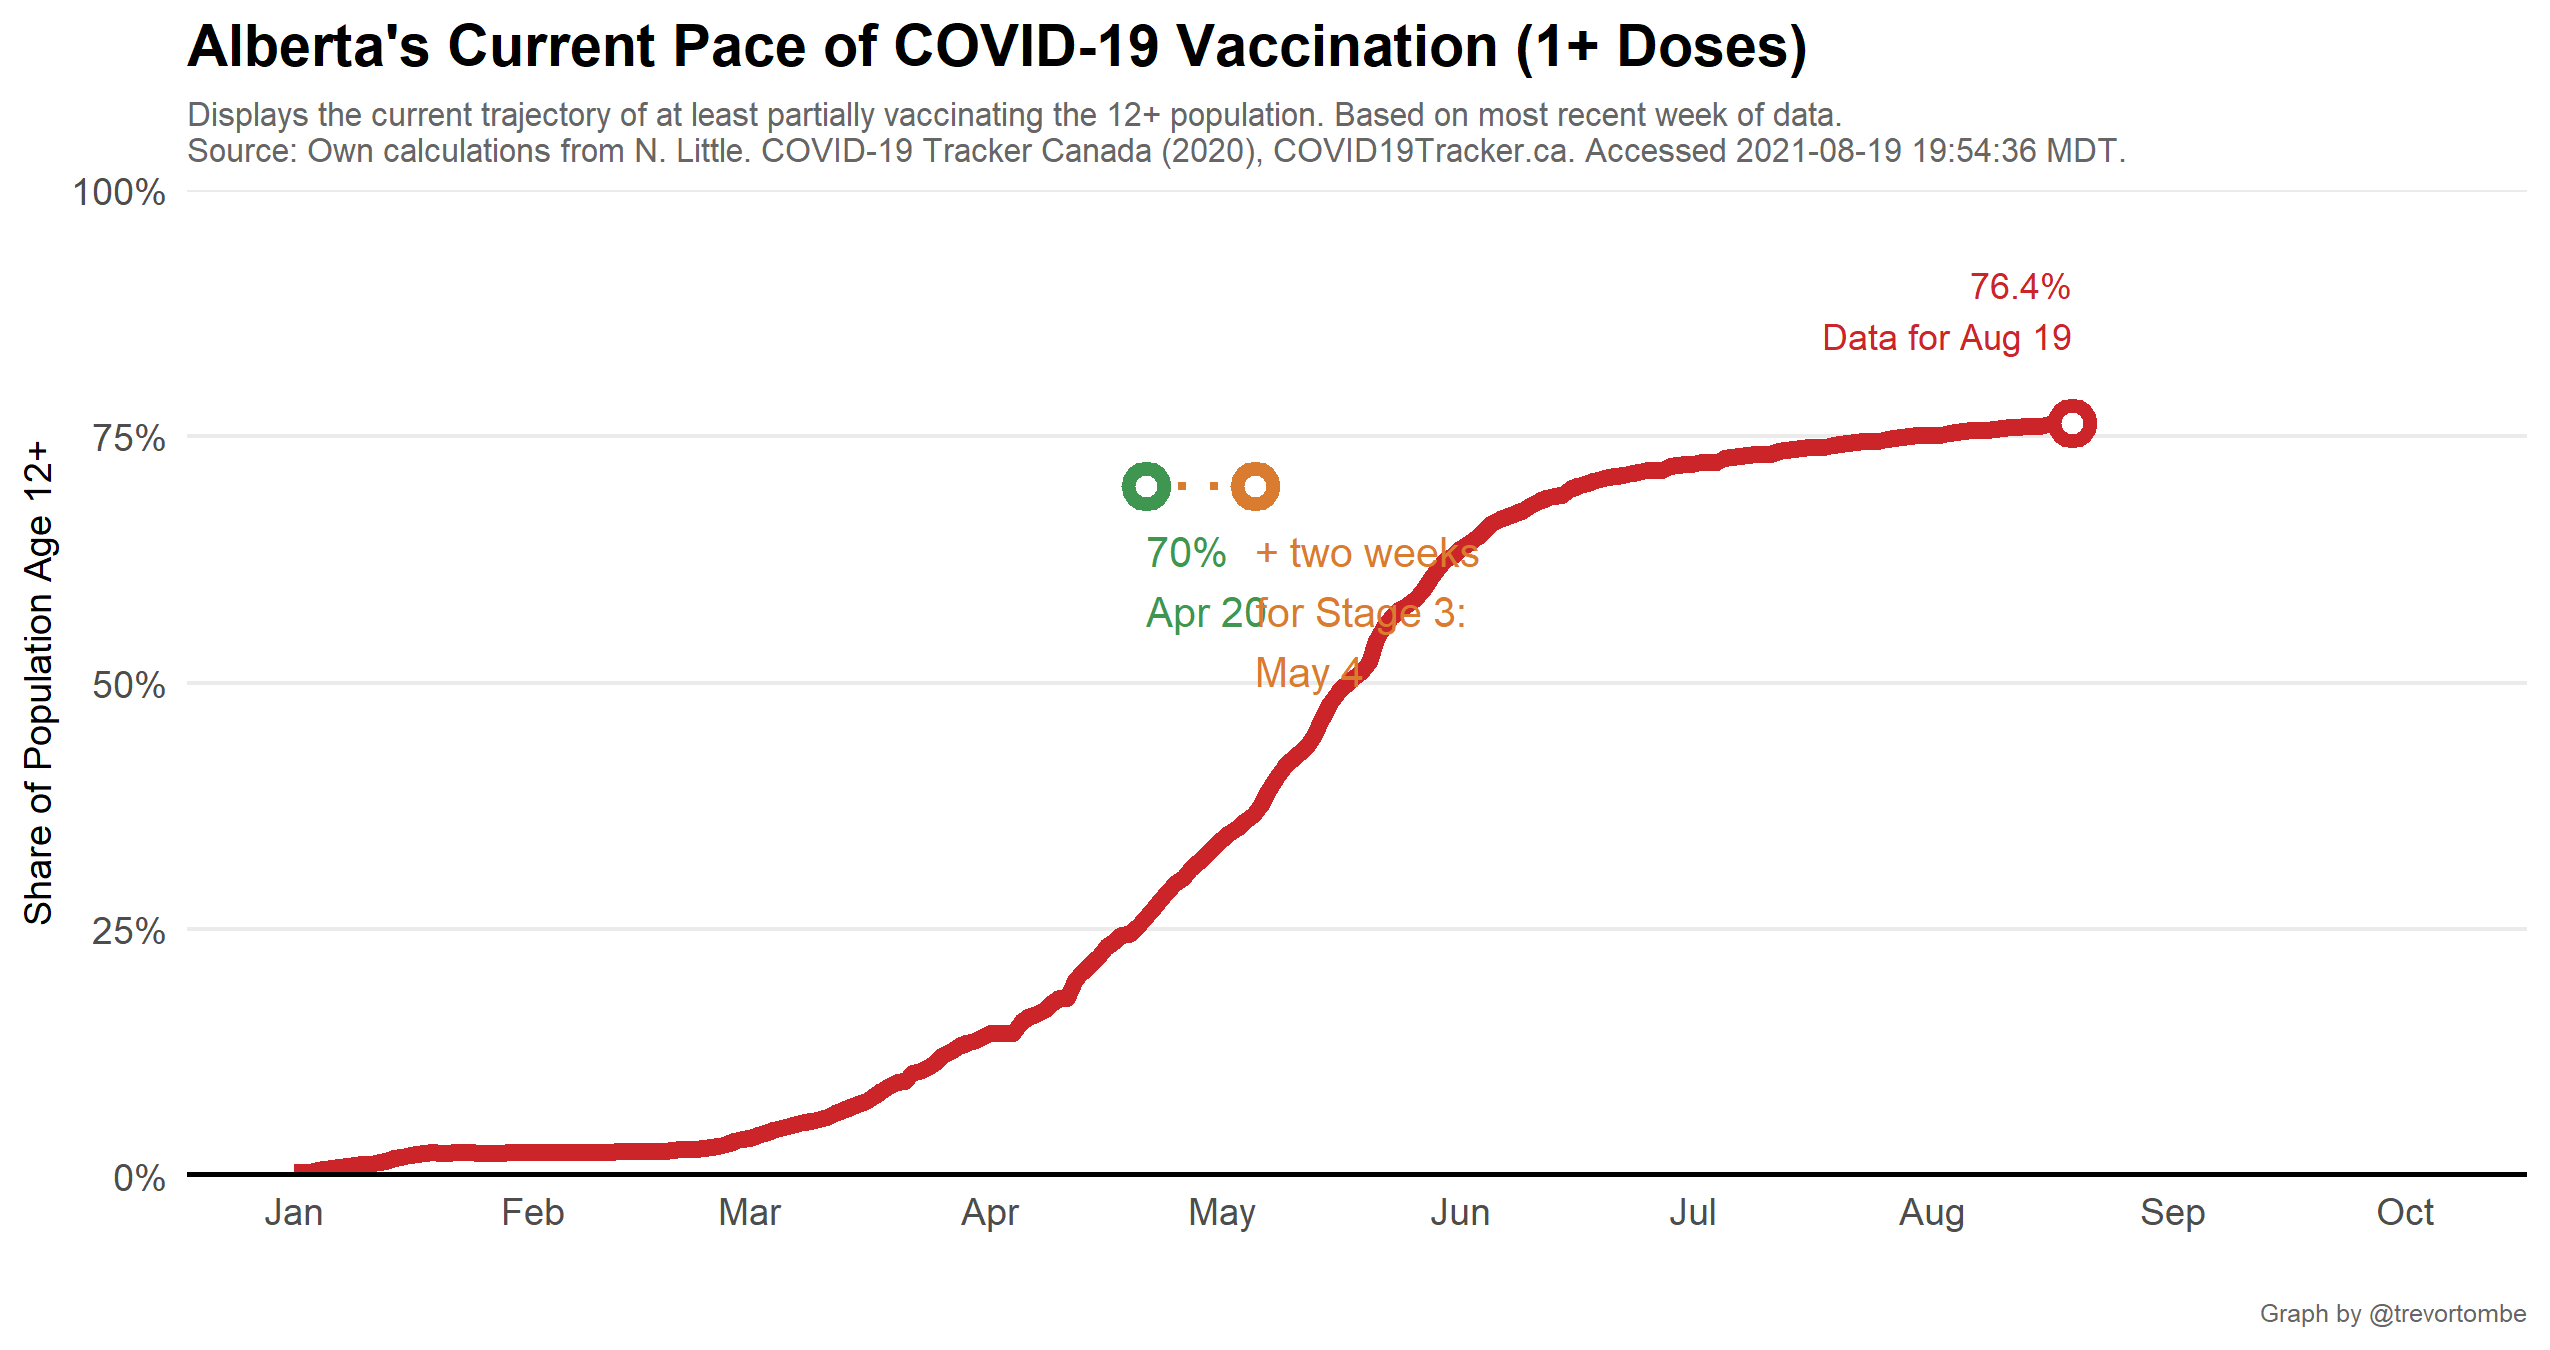 Alberta's Current Pace of COVID-19 Vaccination (1+ Doses)
Displays the current trajectory of at least partially vaccinating the 12+ population. Based on most recent week of data.
Source: Own calculations from N. Little. COVID-19 Tracker Canada (2020), COVID19Tracker.ca. Accessed 2021-08-19 19:54:36 MDT.
100%
75%
50%
25%
0%
Share of Population Age 12+
76.4%
Data for Aug 19
70%
Apr 20
+ two weeks
for Stage 3:
May 4
Jan Feb Mar Apr May Jun Jul Aug Sep Oct
Graph by @trevortombe